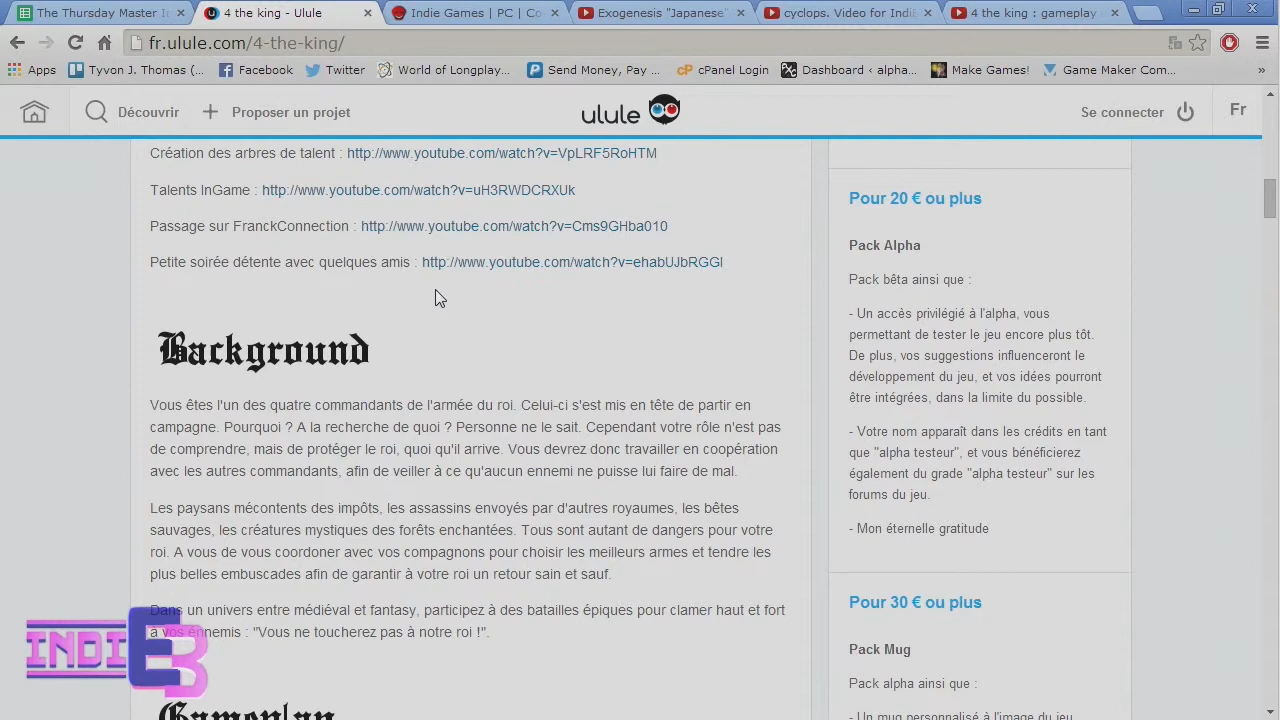 The Thursday Master In
4 the king - Ulule
Indie Games | PC | Co
Exogenesis "Japanese"
cyclops. Video for IndiE
4 the king : gameplay
fr.ulule.com/4-the-king/
Apps
Tyvon J. Thomas (...
Facebook
Twitter
World of Longplay...
Send Money, Pay ...
cP cPanel Login
Dashboard ‹ alpha...
Make Games!
Game Maker Com...
»
Découvrir
Proposer un projet
ulule
Se connecter
Fr
Création des arbres de talent : http://www.youtube.com/watch?v=VpLRF5RoHTM
Talents InGame : http://www.youtube.com/watch?v=uH3RWDCRXUk
Passage sur FranckConnection : http://www.youtube.com/watch?v=Cms9GHba010
Petite soirée détente avec quelques amis : http://www.youtube.com/watch?v=ehabUJbRGGI
Background
Vous êtes l'un des quatre commandants de l'armée du roi. Celui-ci s'est mis en tête de partir en
campagne. Pourquoi ? A la recherche de quoi ? Personne ne le sait. Cependant votre rôle n'est pas
de comprendre, mais de protéger le roi, quoi qu'il arrive. Vous devrez donc travailler en coopération
avec les autres commandants, afin de veiller à ce qu'aucun ennemi ne puisse lui faire de mal.
Les paysans mécontents des impôts, les assassins envoyés par d'autres royaumes, les bêtes
sauvages, les créatures mystiques des forêts enchantées. Tous sont autant de dangers pour votre
roi. A vous de vous coordoner avec vos compagnons pour choisir les meilleurs armes et tendre les
plus belles embuscades afin de garantir à votre roi un retour sain et sauf.
Dans un univers entre médiéval et fantasy, participez à des batailles épiques pour clamer haut et fort
à vos énnemis : "Vous ne toucherez pas à notre roi !".
Gameplay
Pour 20 € ou plus
Pack Alpha
Pack bêta ainsi que :
- Un accès privilégié à l'alpha, vous
permettant de tester le jeu encore plus tôt.
De plus, vos suggestions influenceront le
développement du jeu, et vos idées pourront
être intégrées, dans la limite du possible.
- Votre nom apparaît dans les crédits en tant
que "alpha testeur", et vous bénéficierez
également du grade "alpha testeur" sur les
forums du jeu.
- Mon éternelle gratitude
Pour 30 € ou plus
Pack Mug
Pack alpha ainsi que :
- Un mug personnalisé à l'image du jeu
INDIE3